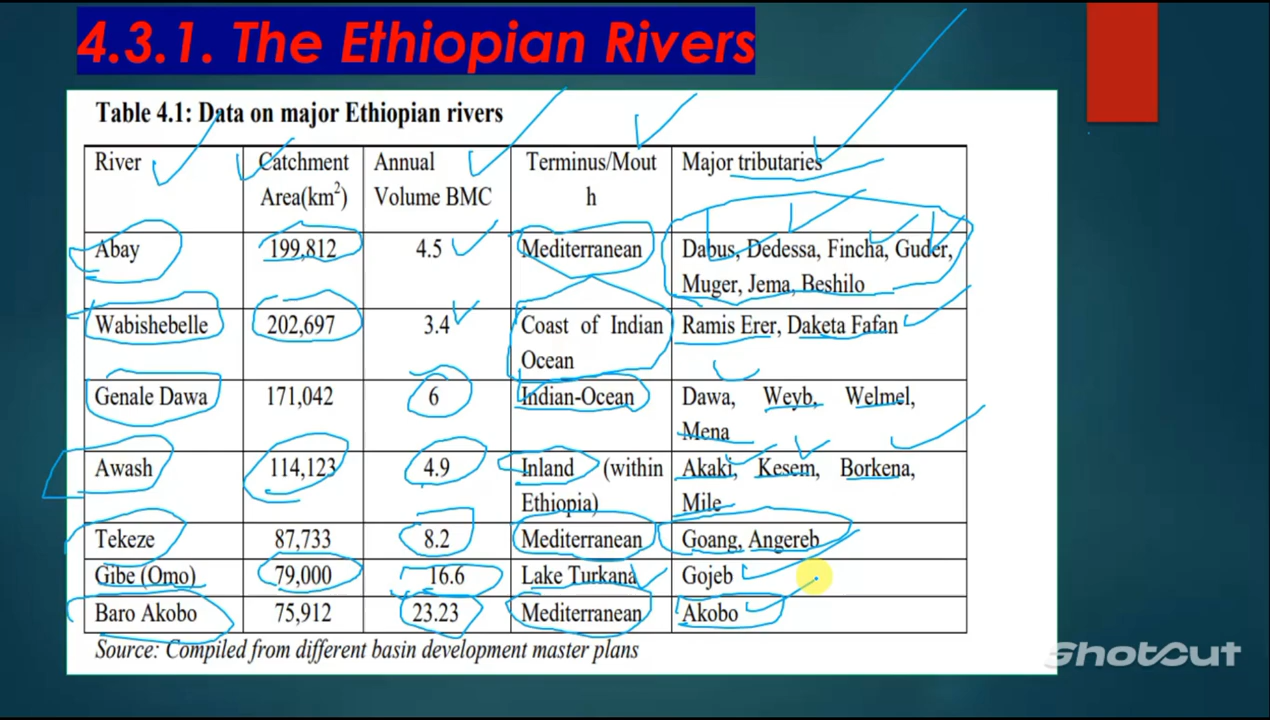 4.3.1. The Ethiopian Rivers
Table 4.1: Data on major Ethiopian rivers
River Catchment Annual Terminus/Mout Major tributaries
Area(km2) Volume BMC h
Abay 199,812 4.5 Mediterranean Dabus, Dedessa, Fincha, Guder,
Muger, Jema, Beshilo
Wabishebelle 202,697 3.4 Coast of Indian Ramis Erer, Daketa Fafan
Ocean
Genale Dawa 171,042 6 Indian-Ocean Dawa, Weyb, Welmel,
Mena
Awash 114,123 4.9 Inland (within Akaki, Kesem, Borkena,
Ethiopia) Mile
Tekeze 87,733 8.2 Mediterranean Goang, Angereb
Gibe (Omo) 79,000 16.6 Lake Turkana Gojeb
Baro Akobo 75,912 23.23 Mediterranean Akobo
Source: Compiled from different basin development master plans
ShotCut